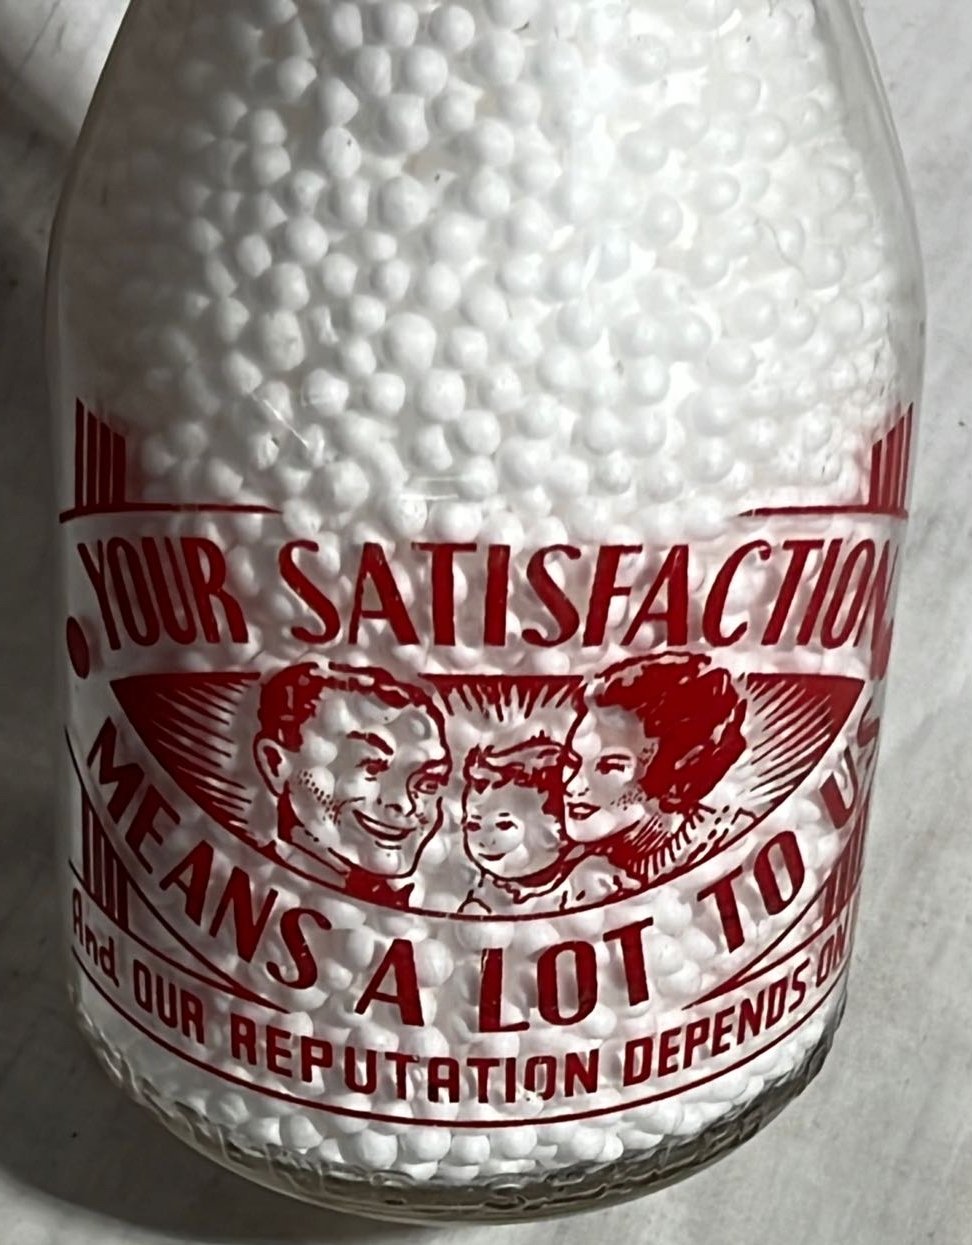 YOUR SATISFACTION
MEANS A LOT TO US
And OUR REPUTATION DEPENDS ON